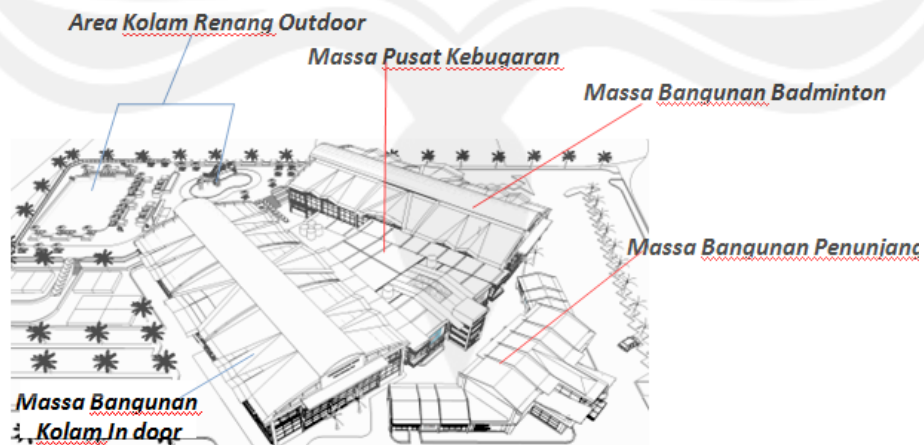 Area Kolam Renang Outdoor
Massa Pusat Kebugaran
Massa Bangunan Badminton
Massa Bangunan Penunjang
Massa Bangunan
Kolam In door